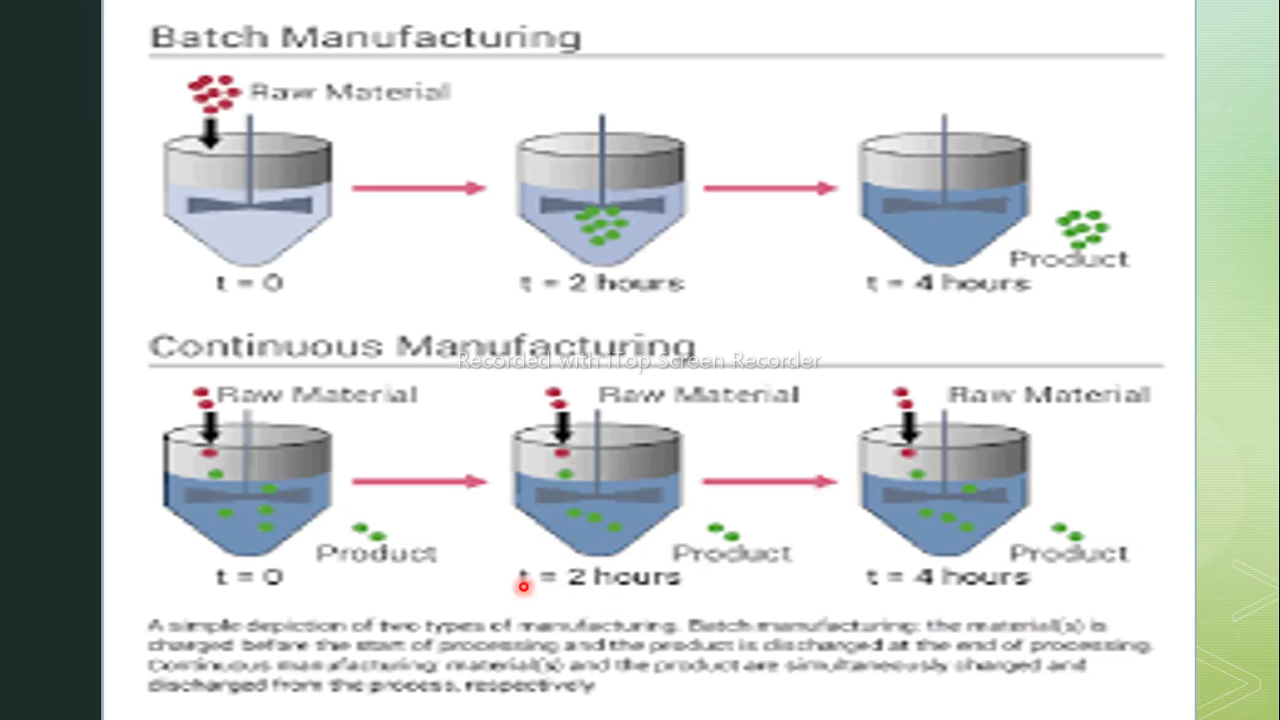 Batch Manufacturing
Raw Material
t = 0
t = 2 hours
t = 4 hours
Product
Continuous Manufacturing
Recorded with iTop Screen Recorder
Raw Material
Raw Material
Raw Material
Product
Product
Product
t = 0
t = 2 hours
t = 4 hours
A simple depiction of two types of manufacturing. Batch manufacturing: the material(s) is
charged before the start of processing and the product is discharged at the end of processing.
Continuous manufacturing: material(s) and the product are simultaneously charged and
discharged from the process, respectively